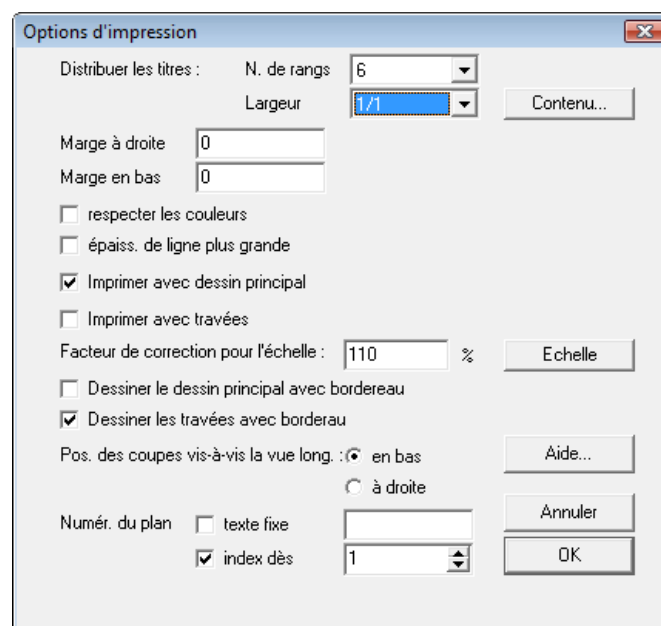 Options d'impression
Distribuer les titres : N. de rangs 6
Largeur 1/1 Contenu...
Marge à droite 0
Marge en bas 0
respecter les couleurs
épaiss. de ligne plus grande
Imprimer avec dessin principal
Imprimer avec travées
Facteur de correction pour l'échelle : 110 % Echelle
Dessiner le dessin principal avec bordereau
Dessiner les travées avec borderau
Pos. des coupes vis-à-vis la vue long. : en bas Aide...
à droite
Numér. du plan texte fixe Annuler
index dès 1 OK